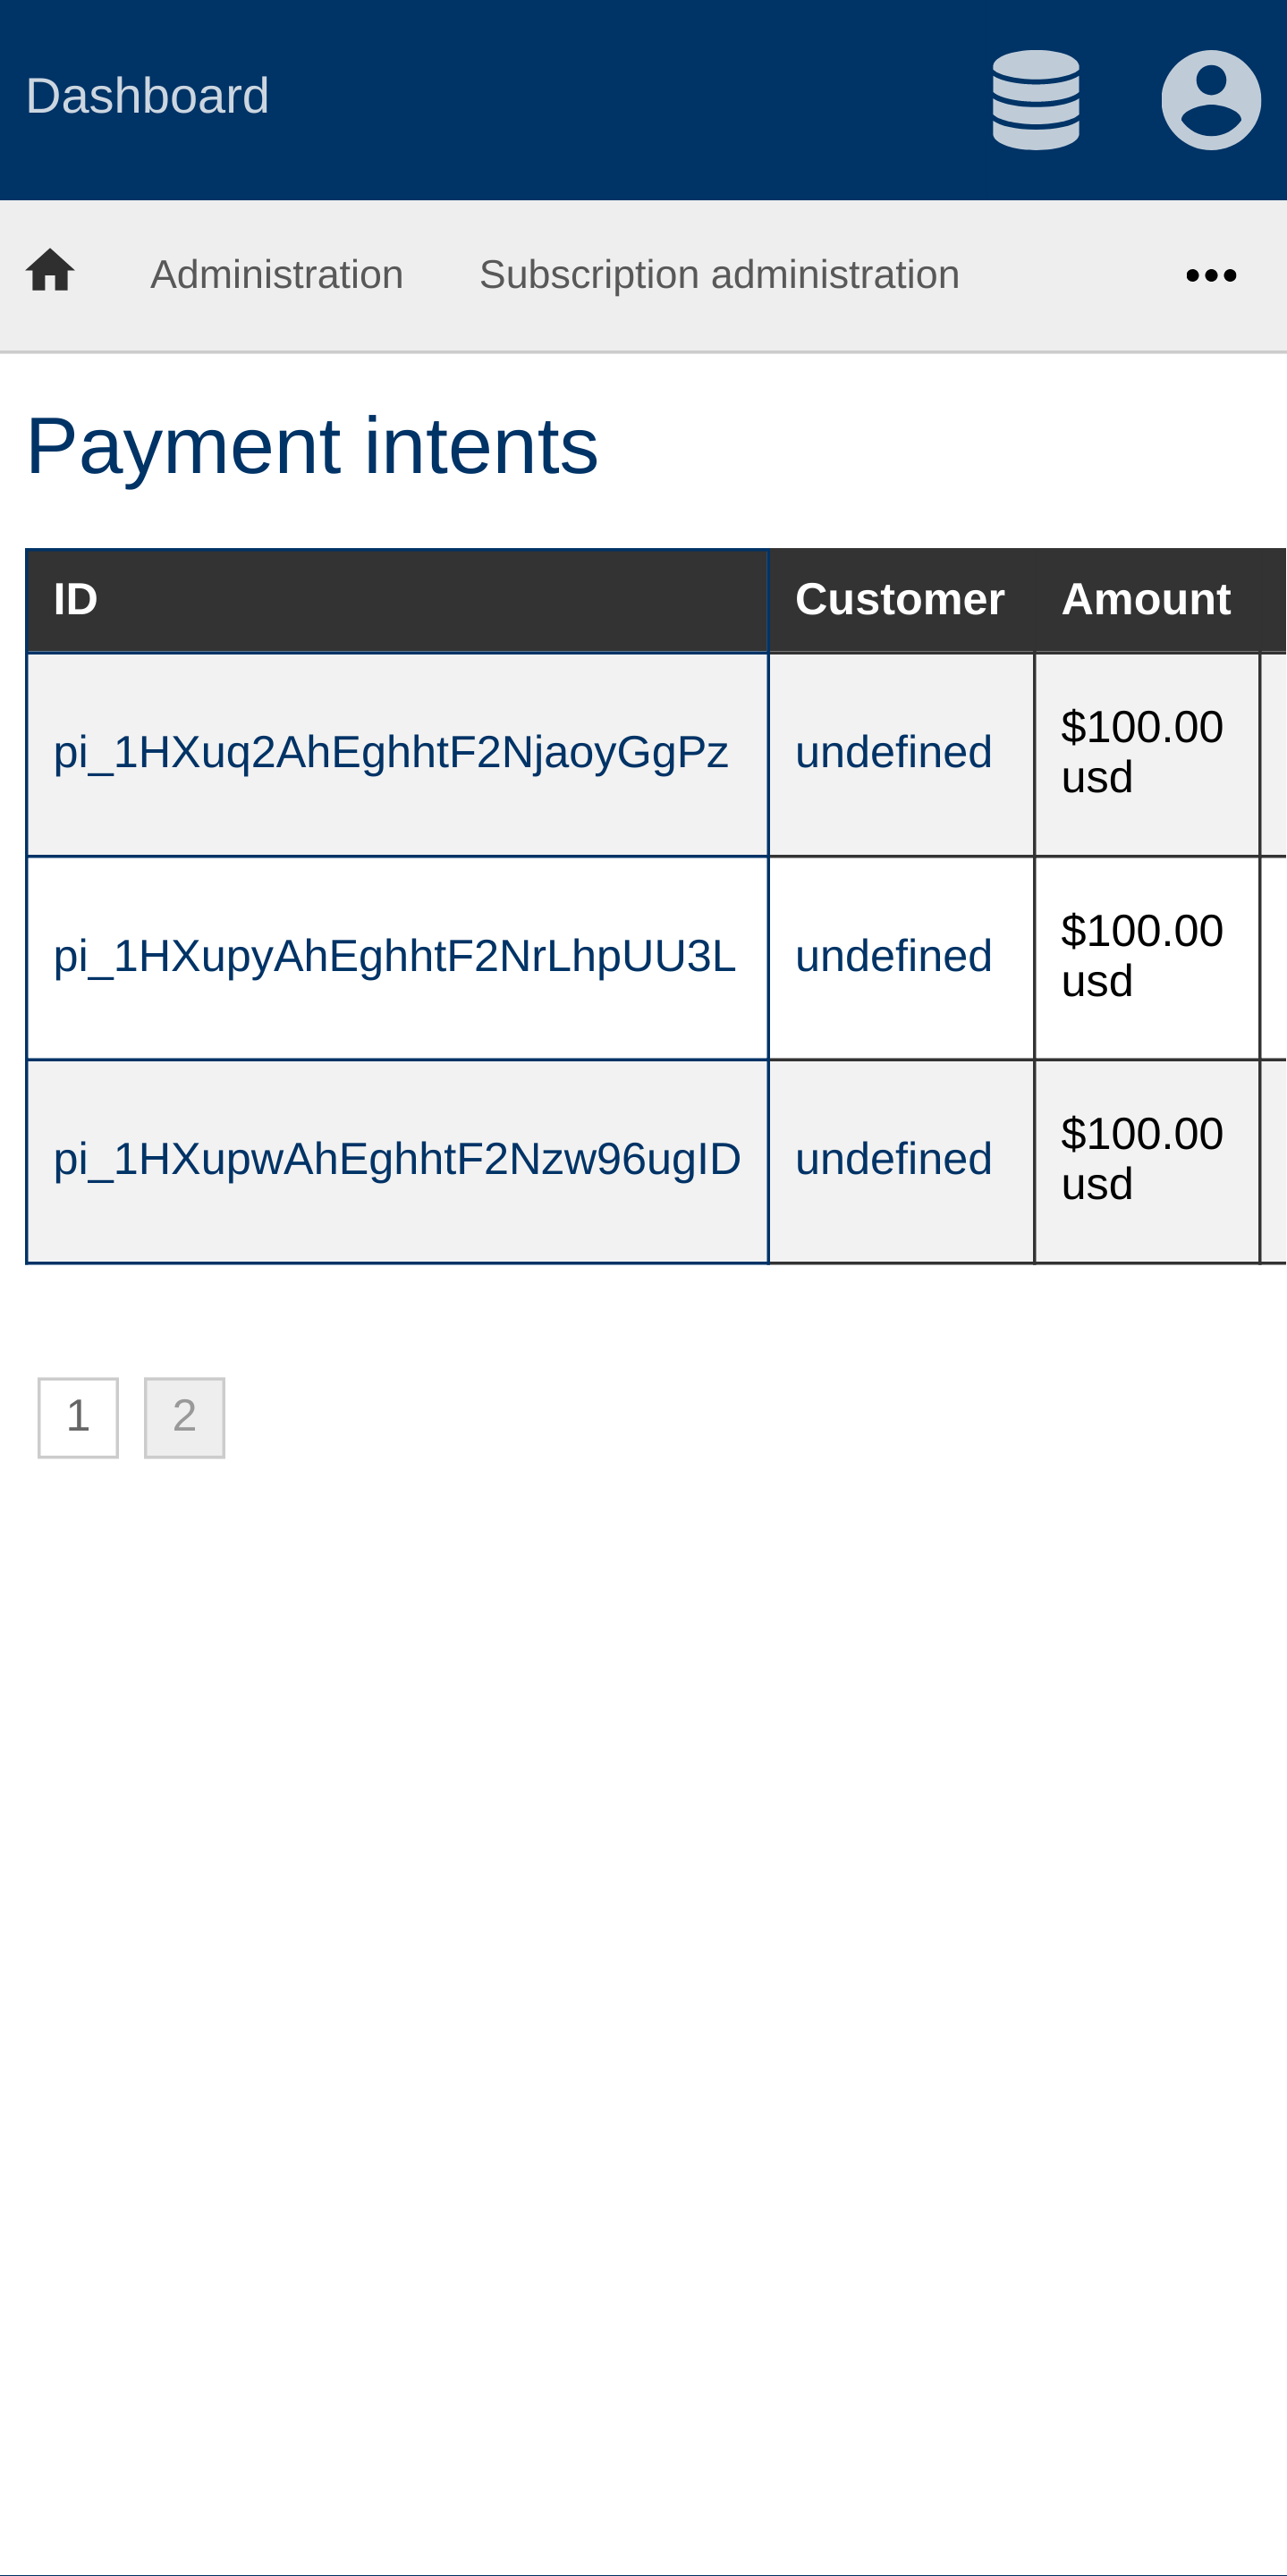 Dashboard
Administration Subscription administration •••
Payment intents
ID Customer Amount
pi_1HXuq2AhEghhtF2NjaoyGgPz undefined $100.00
usd
pi_1HXupyAhEghhtF2NrLhpUU3L undefined $100.00
usd
pi_1HXupwAhEghhtF2Nzw96ugID undefined $100.00
usd
1 2